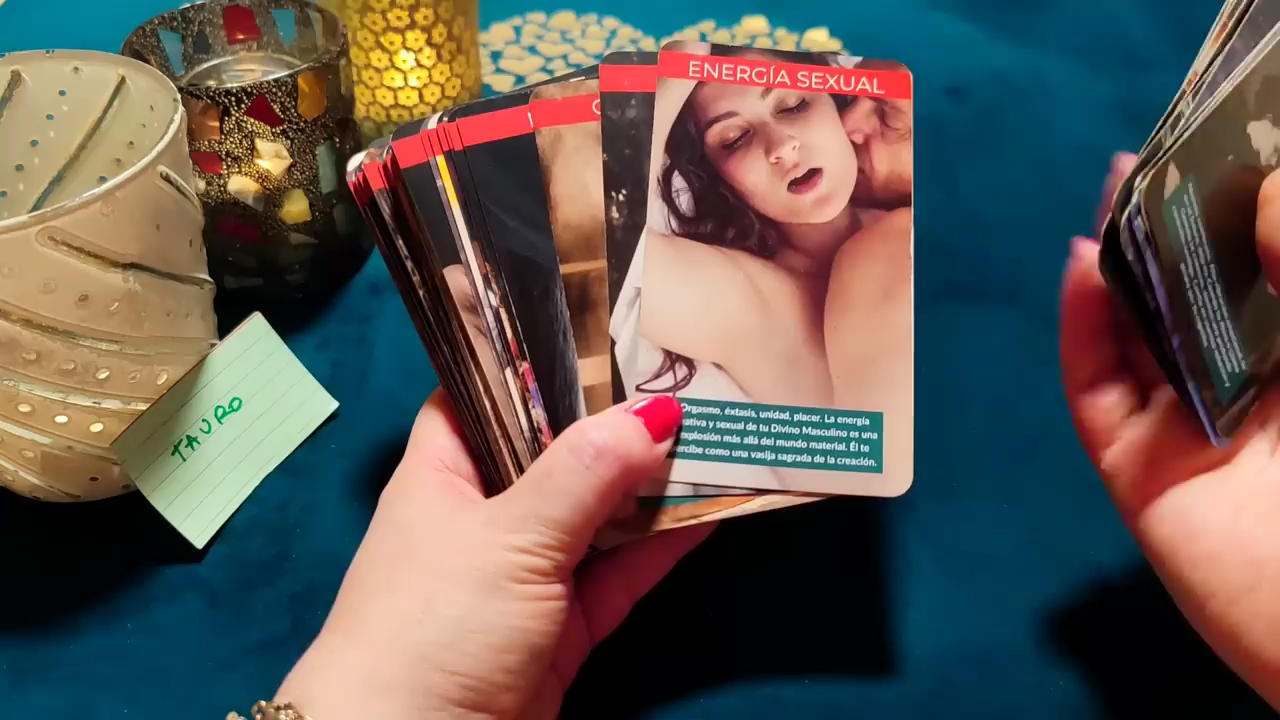 ENERGÍA SEXUAL
TAURO
Orgasmo, éxtasis, unidad, placer. La energía
y sexual de tu Divino Masculino es una
explosión más allá del mundo material. Él te
como una vasija sagrada de la creación.